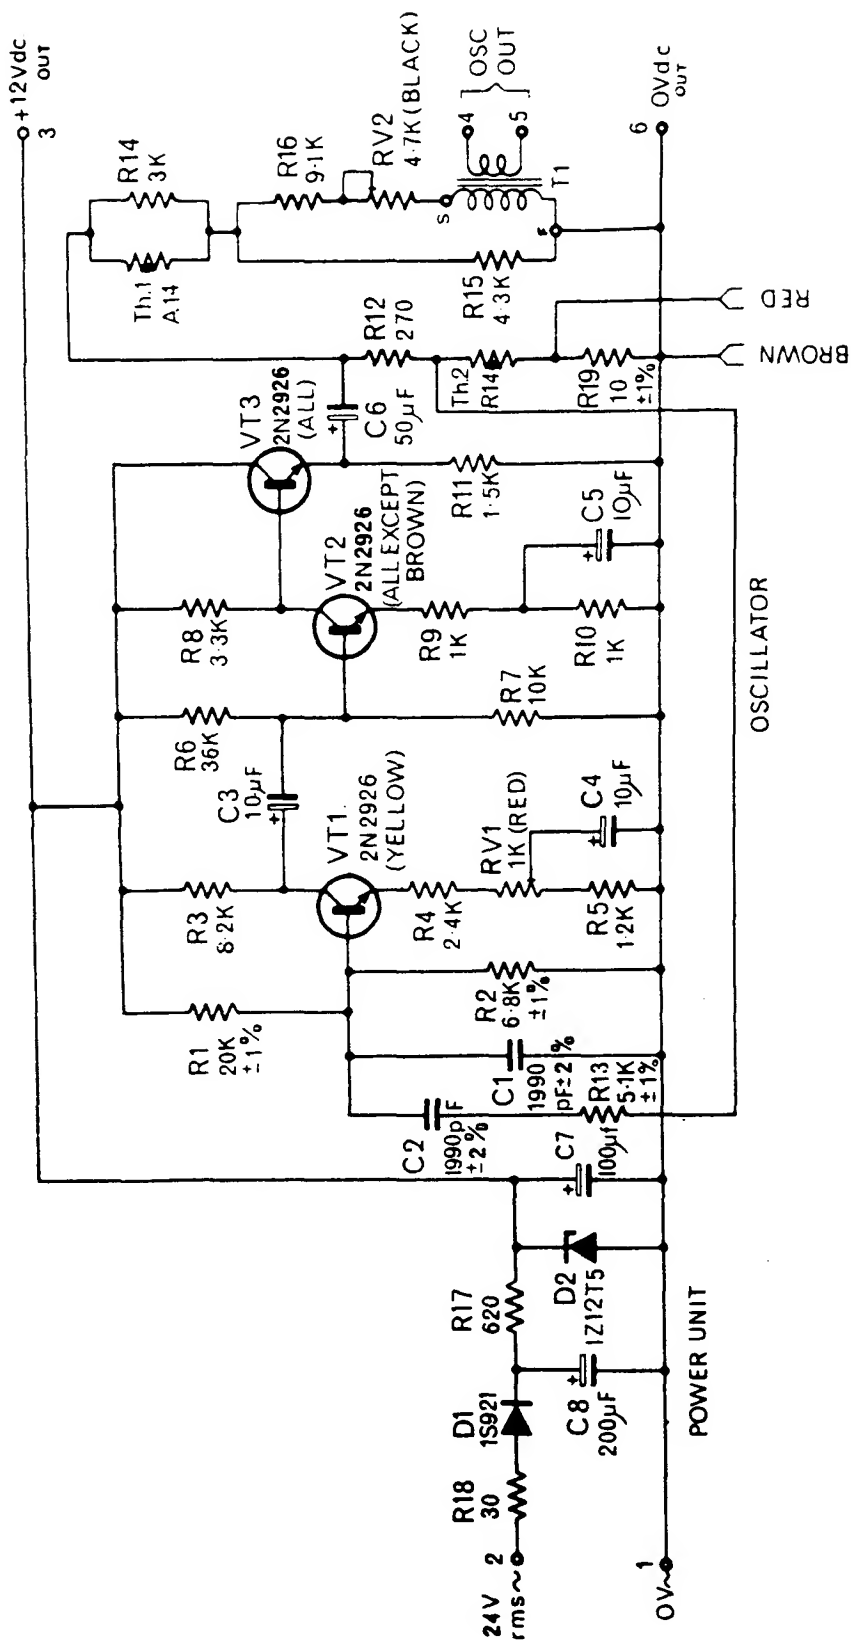 24V 2
rms~
0V~ 1
R18
30
D1
1S921
C8
200µF
+
R17
620
D2
1Z12T5
C7
100µf
+
POWER UNIT
C2
1990pF
±2%
R13
5·1K
±1%
C1
1990
pF±2%
R1
20K
±1%
R2
6·8K
±1%
R3
8·2K
VT1.
2N2926
(YELLOW)
R4
2·4K
RV1
1K (RED)
R5
1·2K
C4
10µF
+
C3
10µF
+
R6
36K
R7
10K
R8
3·3K
VT2
2N2926
(ALL EXCEPT
BROWN)
R9
1K
R10
1K
C5
10µF
+
OSCILLATOR
VT3
2N2926
(ALL)
R11
1·5K
C6
50µF
+
R12
270
Th.2
R14
R19
10
±1%
BROWN
RED
Th.1
A14
R14
3K
R15
4·3K
R16
9·1K
RV2
4·7K (BLACK)
S
F
T1
4
5
OSC
OUT
+12Vdc
OUT
3
0Vdc
OUT
6